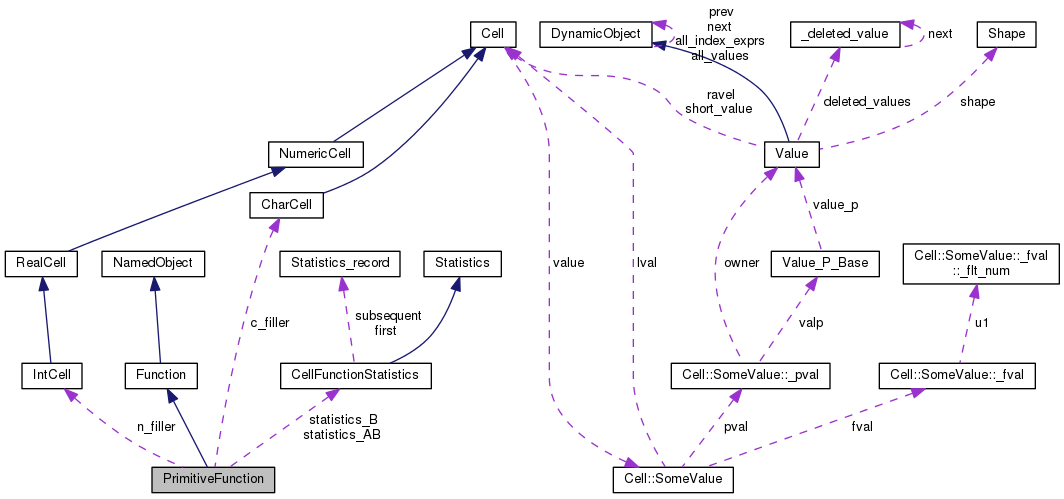 prev
next
all_index_exprs
all_values
Cell
DynamicObject
_deleted_value
next
Shape
ravel
short_value
deleted_values
shape
NumericCell
Value
CharCell
value_p
RealCell
NamedObject
Statistics_record
Statistics
value
lval
owner
Value_P_Base
Cell::SomeValue::_fval
::_flt_num
c_filler
subsequent
first
valp
u1
IntCell
Function
CellFunctionStatistics
Cell::SomeValue::_pval
Cell::SomeValue::_fval
n_filler
statistics_B
statistics_AB
pval
fval
PrimitiveFunction
Cell::SomeValue